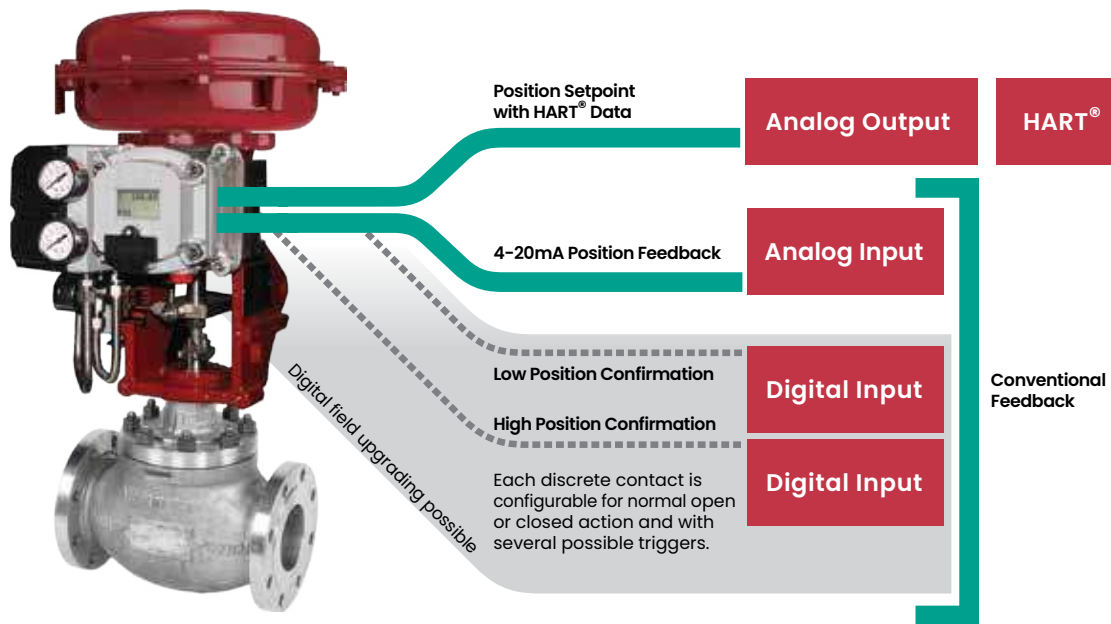 Position Setpoint
with HART® Data
Analog Output
HART®
4-20mA Position Feedback
Analog Input
Low Position Confirmation
Digital Input
High Position Confirmation
Digital Input
Each discrete contact is
configurable for normal open
or closed action and with
several possible triggers.
Digital field upgrading possible
Conventional
Feedback